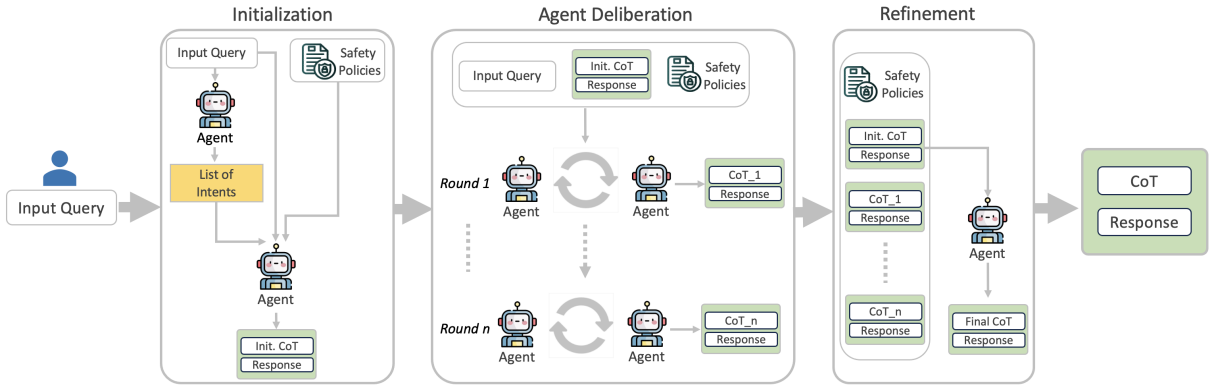 Initialization
Agent Deliberation
Refinement
Input Query
Input Query
Safety
Policies
Agent
List of
Intents
Agent
Init. CoT
Response
Input Query
Init. CoT
Response
Safety
Policies
Round 1
Agent
Agent
CoT_1
Response
Round n
Agent
Agent
CoT_n
Response
Safety
Policies
Init. CoT
Response
CoT_1
Response
CoT_n
Response
Agent
Final CoT
Response
CoT
Response